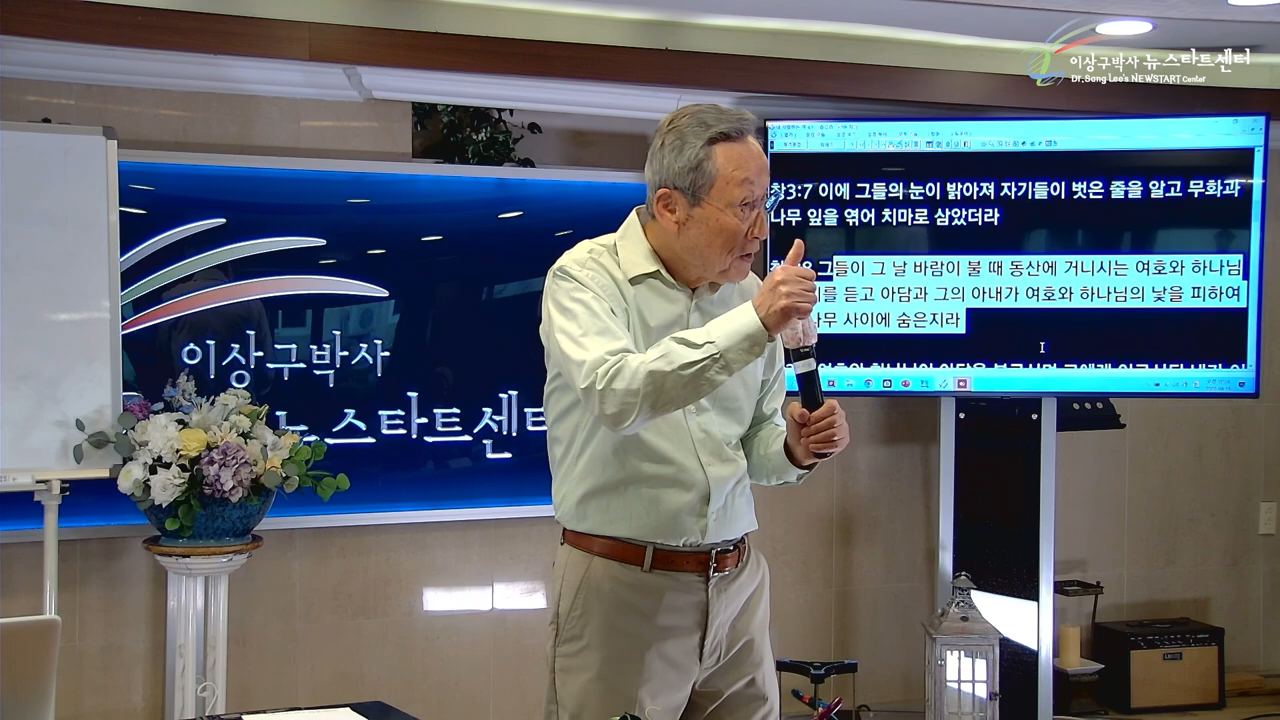 이상구박사 뉴스타트센터
Dr.Sang Lee's NEWSTART Center
창3:7 이에 그들의 눈이 밝아져 자기들이 벗은 줄을 알고 무화과
나무 잎을 엮어 치마로 삼았더라
그들이 그 날 바람이 불 때 동산에 거니시는 여호와 하나님
를 듣고 아담과 그의 아내가 여호와 하나님의 낯을 피하여
나무 사이에 숨은지라
이상구박사
뉴스타트센터